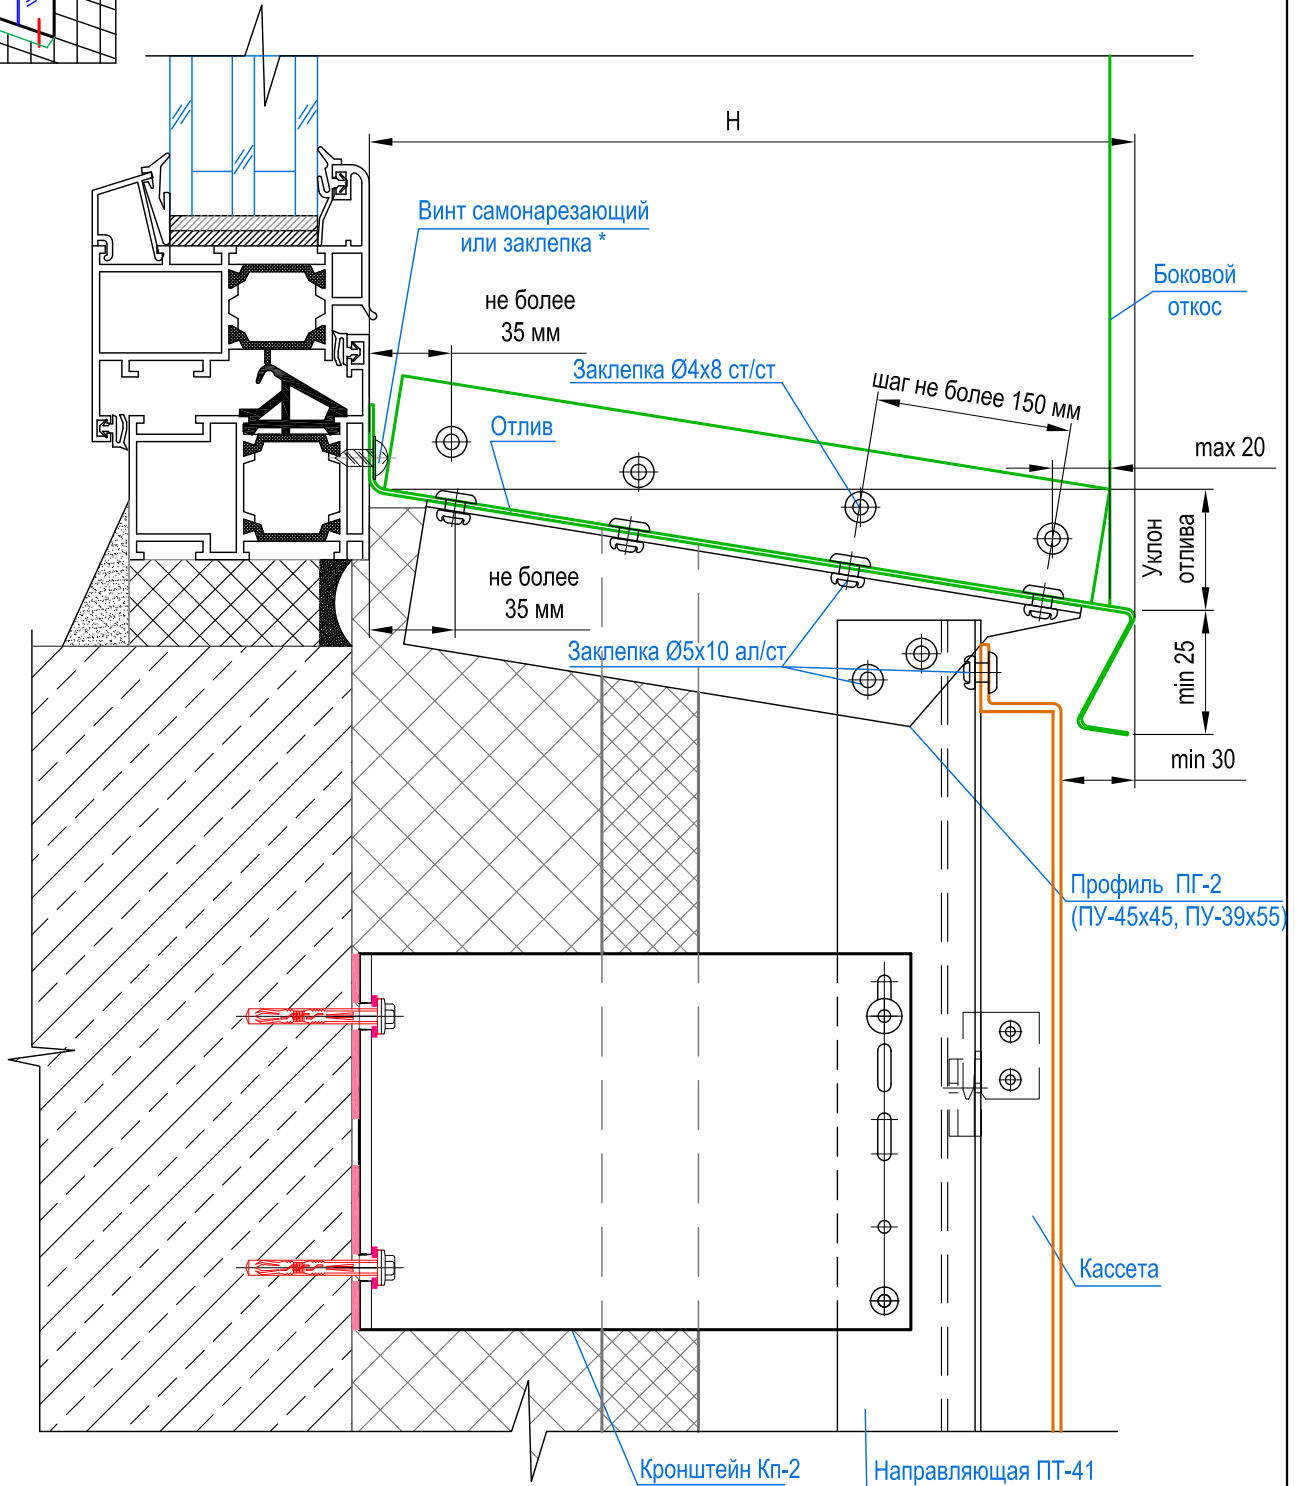 H
Винт самонарезающий
или заклепка *
Боковой
откос
не более
35 мм
Заклепка Ø4x8 ст/ст
шаг не более 150 мм
Отлив
max 20
Уклон
отлива
не более
35 мм
Заклепка Ø5x10 ал/ст
min 25
min 30
Профиль ПГ-2
(ПУ-45x45, ПУ-39x55)
Кассета
Кронштейн Кп-2
Направляющая ПТ-41